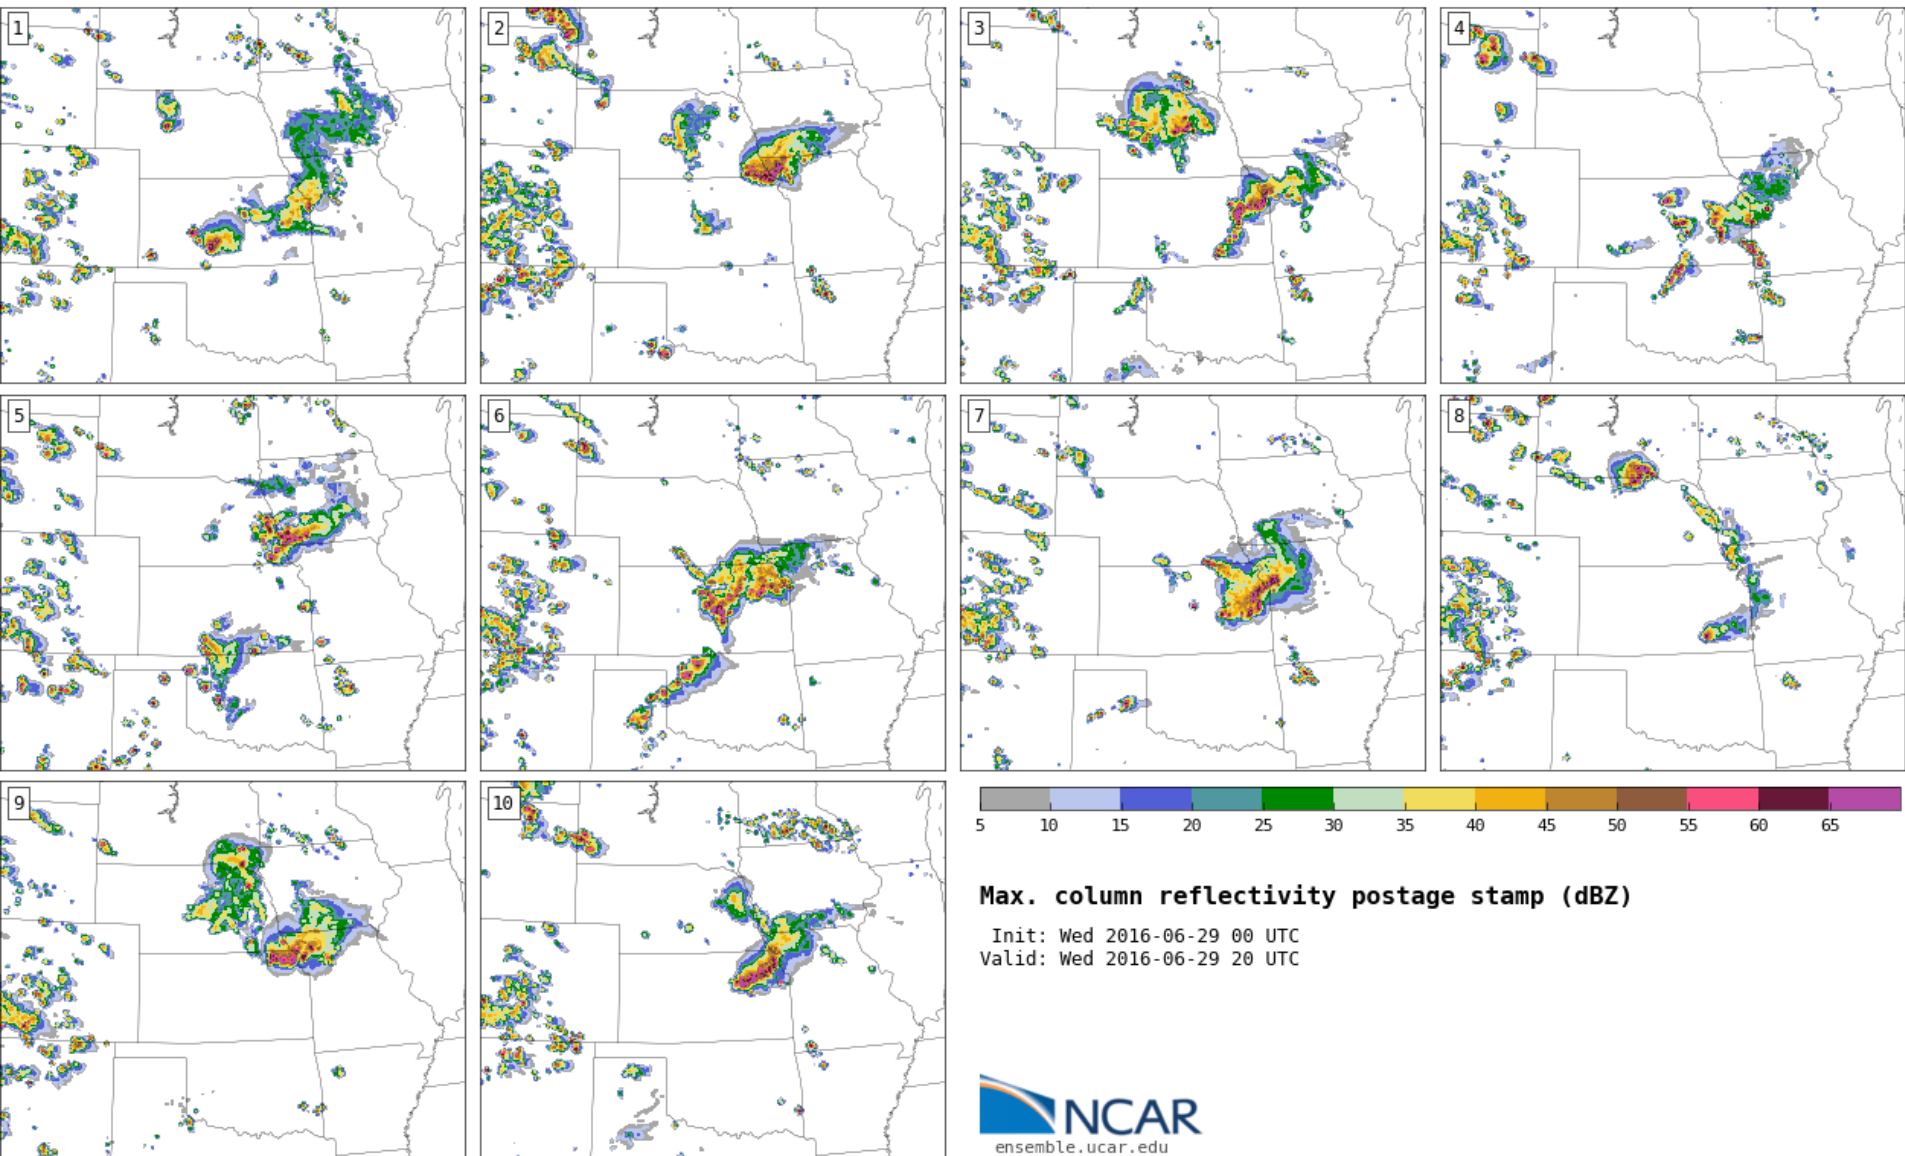 1
2
3
4
5
6
7
8
9
10
5 10 15 20 25 30 35 40 45 50 55 60 65
Max. column reflectivity postage stamp (dBZ)
Init: Wed 2016-06-29 00 UTC
Valid: Wed 2016-06-29 20 UTC
NCAR
ensemble.ucar.edu